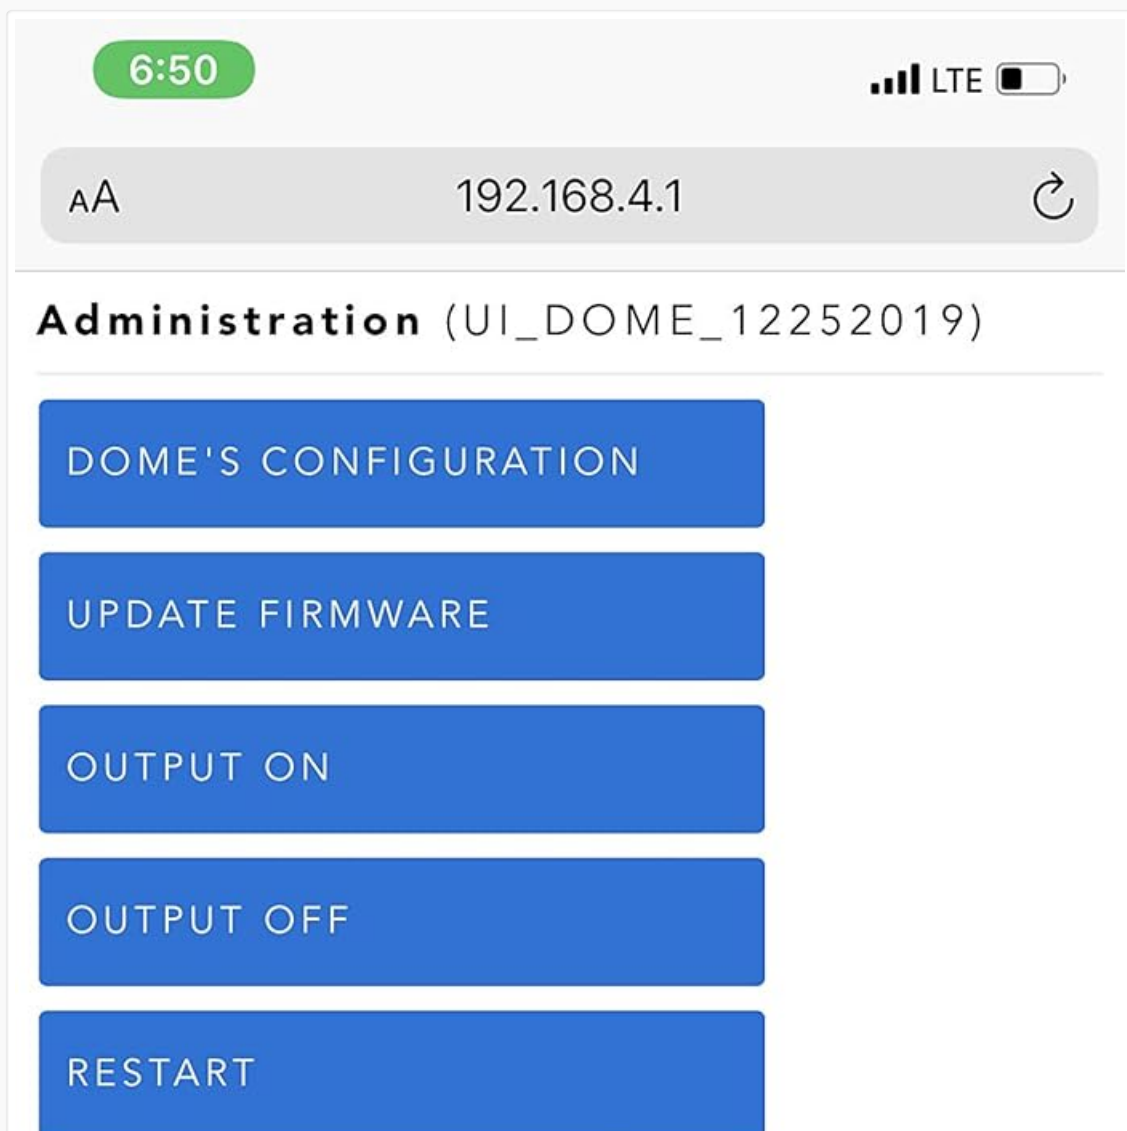 6:50
LTE
AA
192.168.4.1
Administration (UI_DOME_12252019)
DOME'S CONFIGURATION
UPDATE FIRMWARE
OUTPUT ON
OUTPUT OFF
RESTART